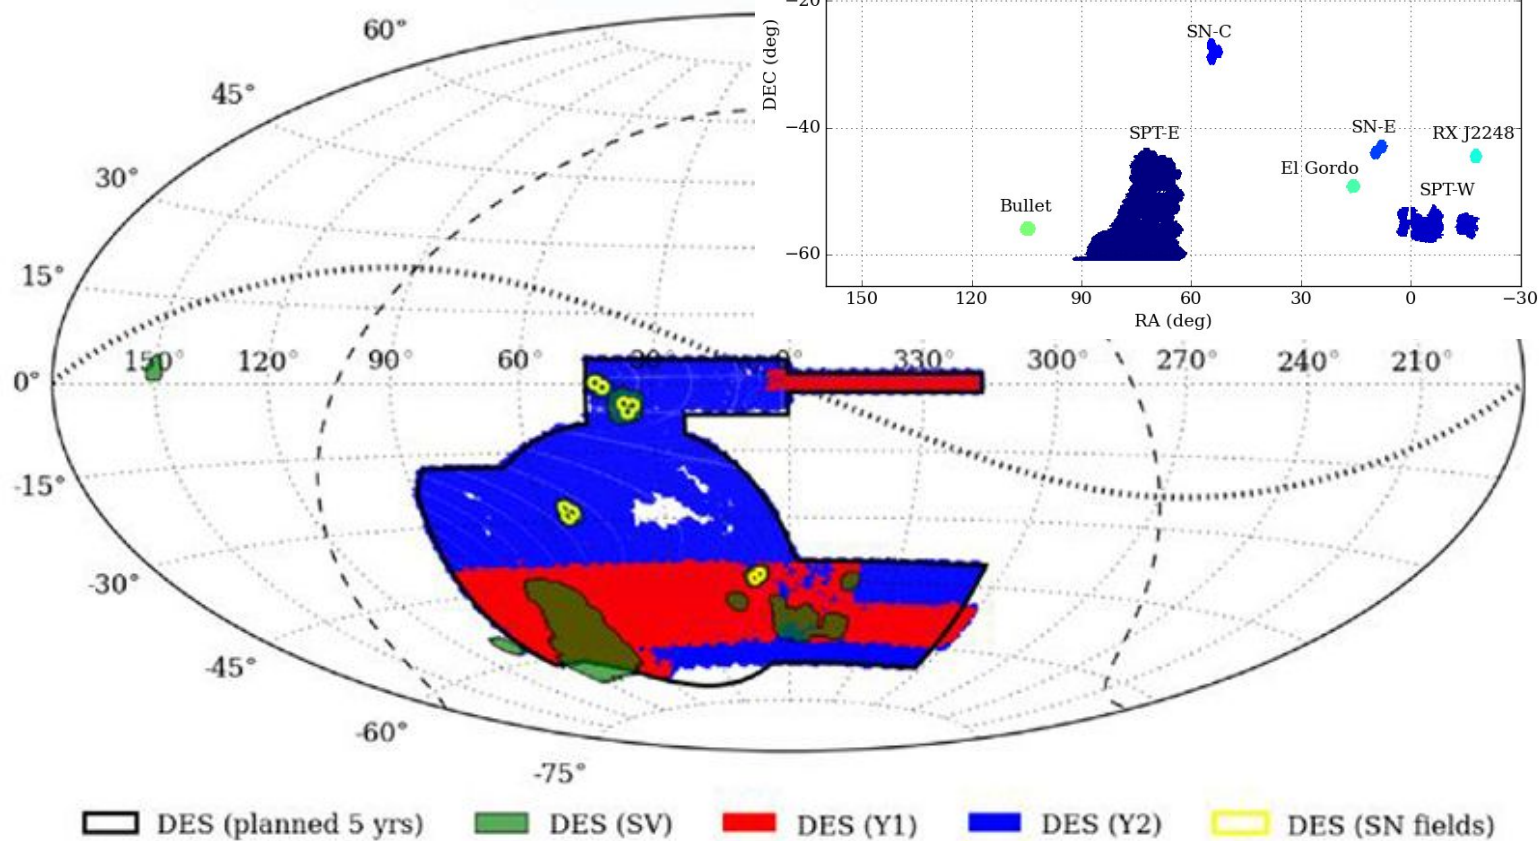 60°
45°
30°
15°
0°
-15°
-30°
-45°
-60°
-75°
150° 120° 90° 60° 30° 0° 330° 300° 270° 240° 210°
−20
−40
−60
DEC (deg)
SN-C
SPT-E
SN-E
RX J2248
El Gordo
SPT-W
Bullet
150 120 90 60 30 0 −30
RA (deg)
DES (planned 5 yrs) DES (SV) DES (Y1) DES (Y2) DES (SN fields)